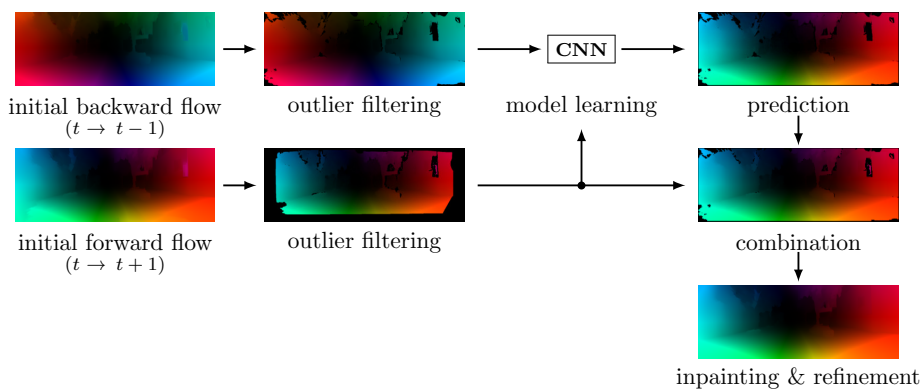 initial backward flow
(t → t − 1)
outlier filtering
CNN
model learning
prediction
initial forward flow
(t → t + 1)
outlier filtering
combination
inpainting & refinement